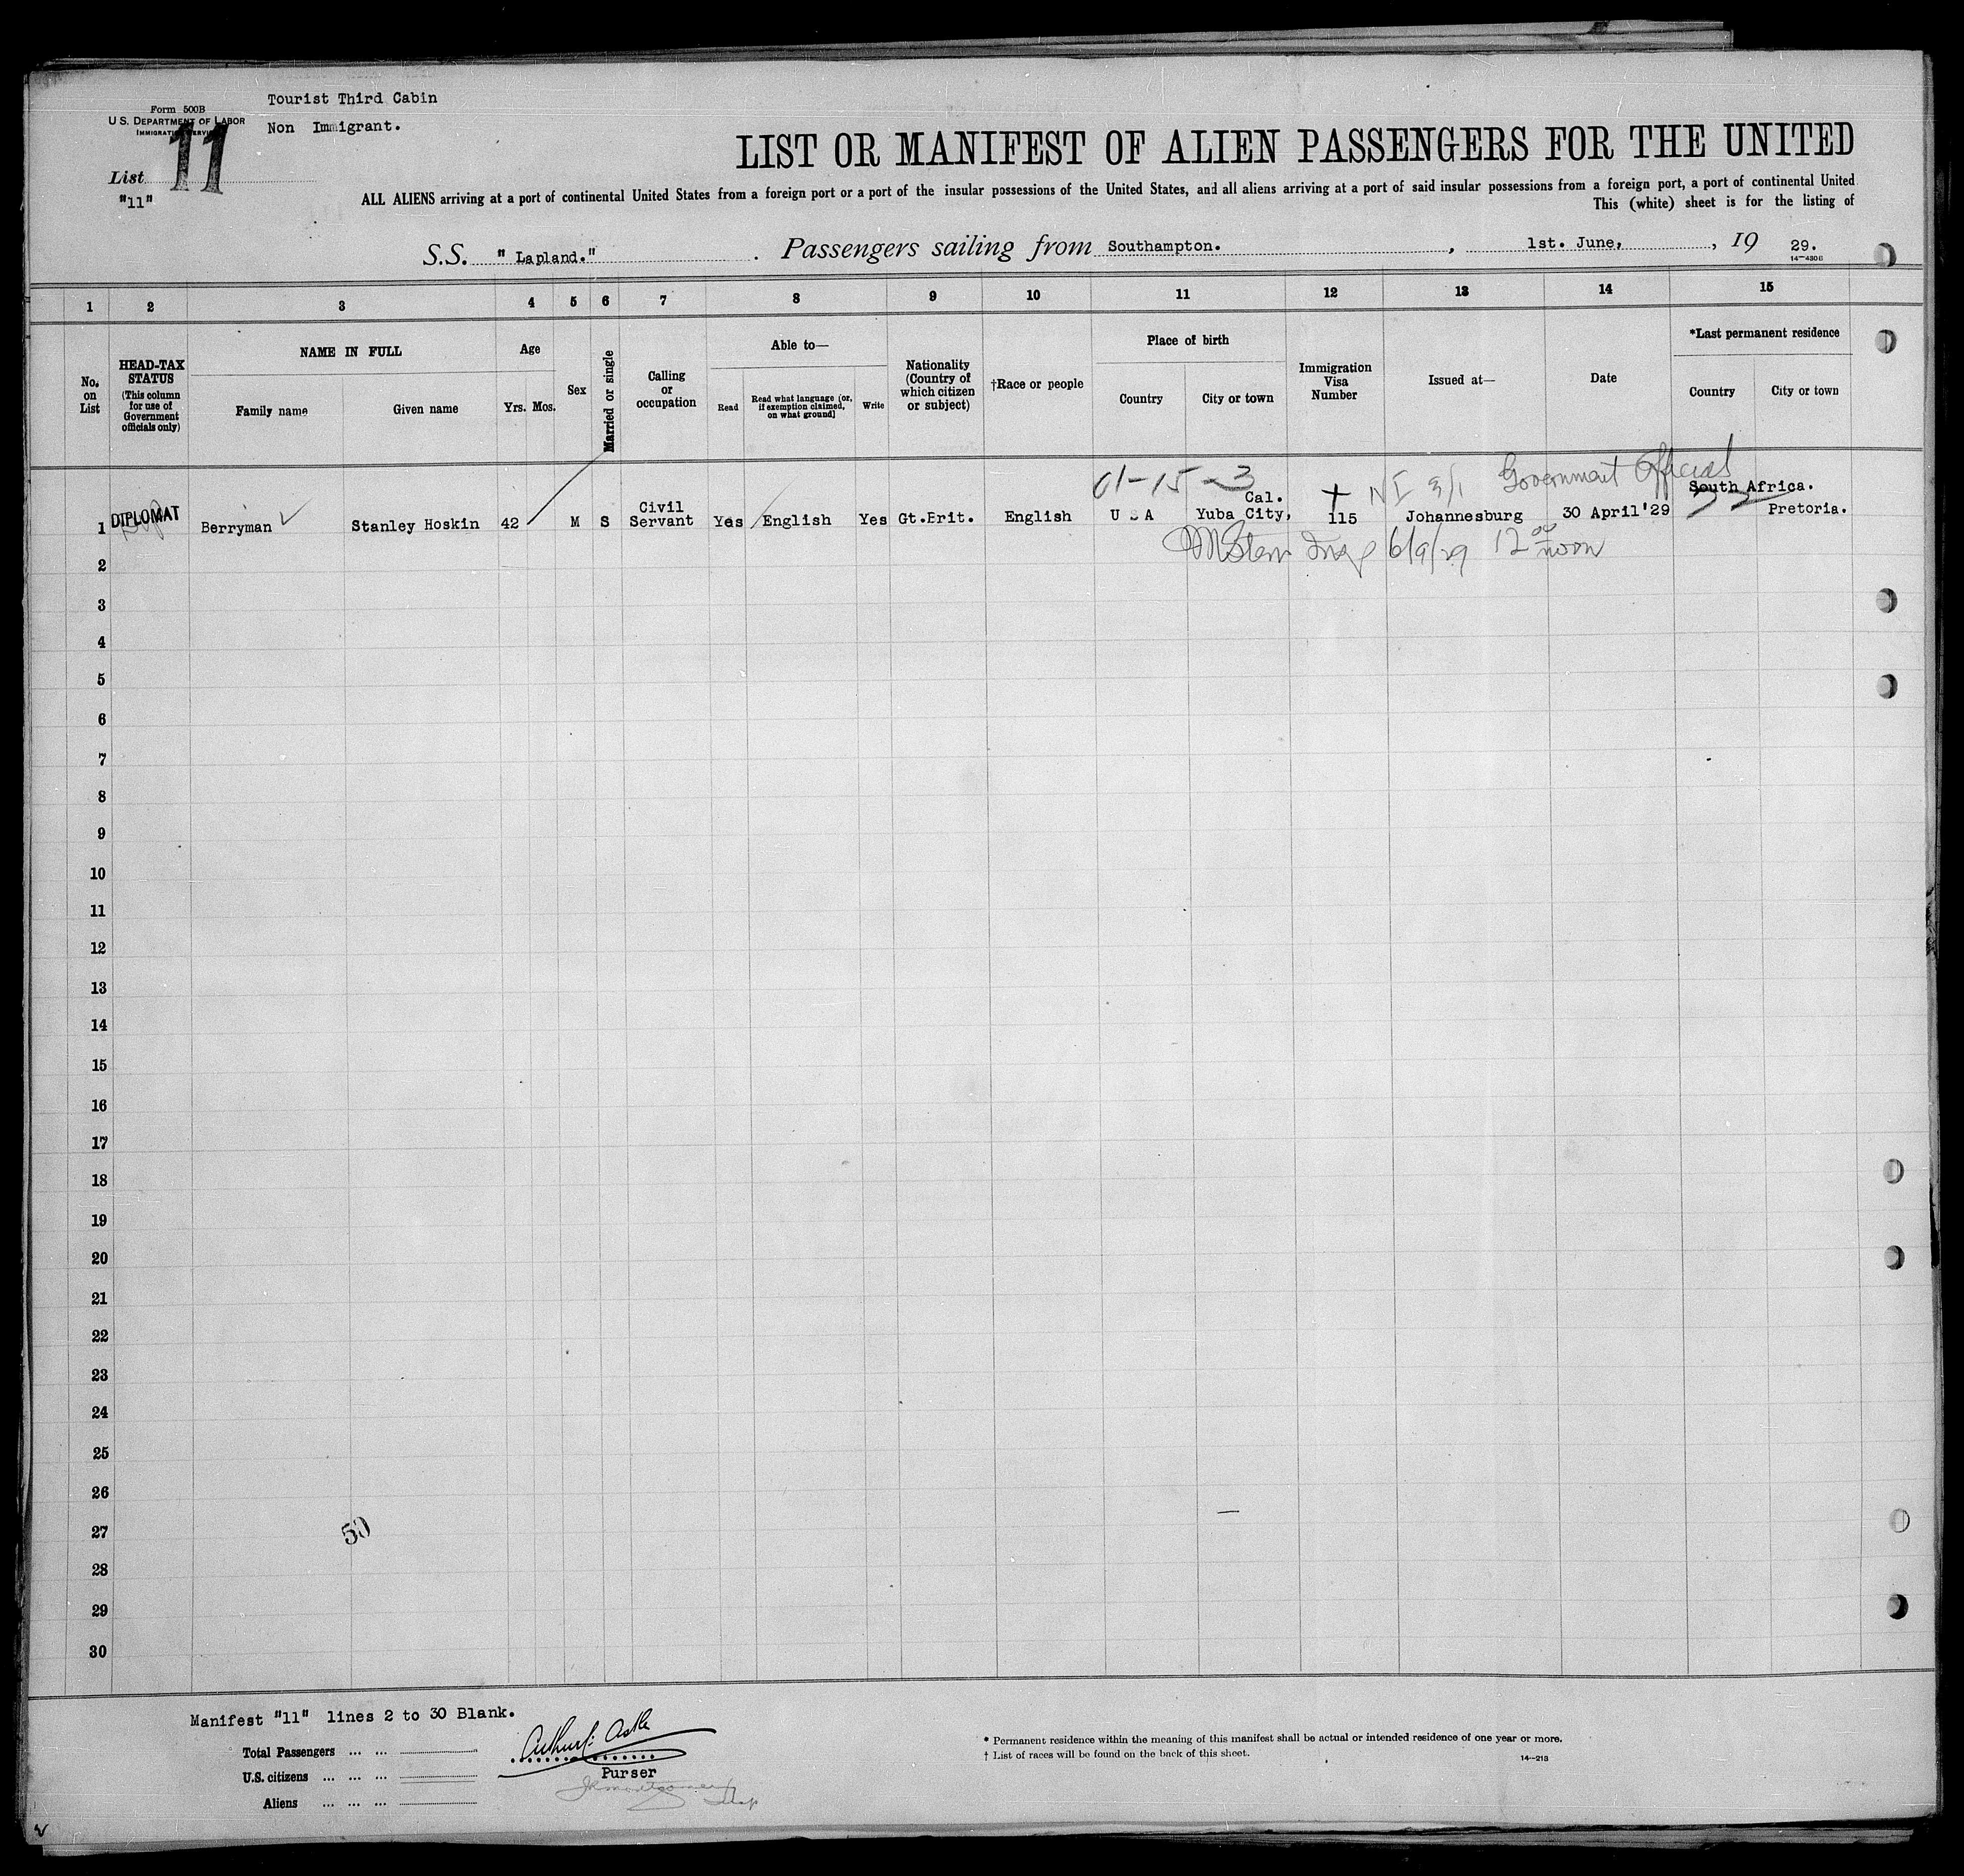 Form 500B
U. S. DEPARTMENT OF LABOR
IMMIGRATION SERVICE
Tourist Third Cabin
Non Immigrant.
List 11
"11"
LIST OR MANIFEST OF ALIEN PASSENGERS FOR THE UNITED
ALL ALIENS arriving at a port of continental United States from a foreign port or a port of the insular possessions of the United States, and all aliens arriving at a port of said insular possessions from a foreign port, a port of continental United
This (white) sheet is for the listing of
S.S. " Lapland." . Passengers sailing from Southampton. , 1st. June, , 19 29.
14—430B
1 2 3 4 5 6 7 8 9 10 11 12 13 14 15
No. on List
HEAD-TAX STATUS
(This column for use of Government officials only)
NAME IN FULL
Family name Given name
Age
Yrs. Mos.
Sex
Married or single
Calling or occupation
Able to—
Read
Read what language [or, if exemption claimed, on what ground]
Write
Nationality (Country of which citizen or subject)
†Race or people
Place of birth
Country City or town
Immigration Visa Number
Issued at—
Date
*Last permanent residence
Country City or town
01-15-3 NI 3/1 Government Official
1 DIPLOMAT Berryman Stanley Hoskin 42 M S Civil Servant Yes English Yes Gt.Brit. English U S A Yuba City, Cal. 115 Johannesburg 30 April '29 South Africa. Pretoria.
Insp 6/9/29 12 00 noon
2
3
4
5
6
7
8
9
10
11
12
13
14
15
16
17
18
19
20
21
22
23
24
25
26
27
50
28
29
30
Manifest "11" lines 2 to 30 Blank.
Total Passengers ... ...
U.S. citizens ... ... ...
Aliens ... ... ...
Purser
* Permanent residence within the meaning of this manifest shall be actual or intended residence of one year or more.
† List of races will be found on the back of this sheet.
14—213